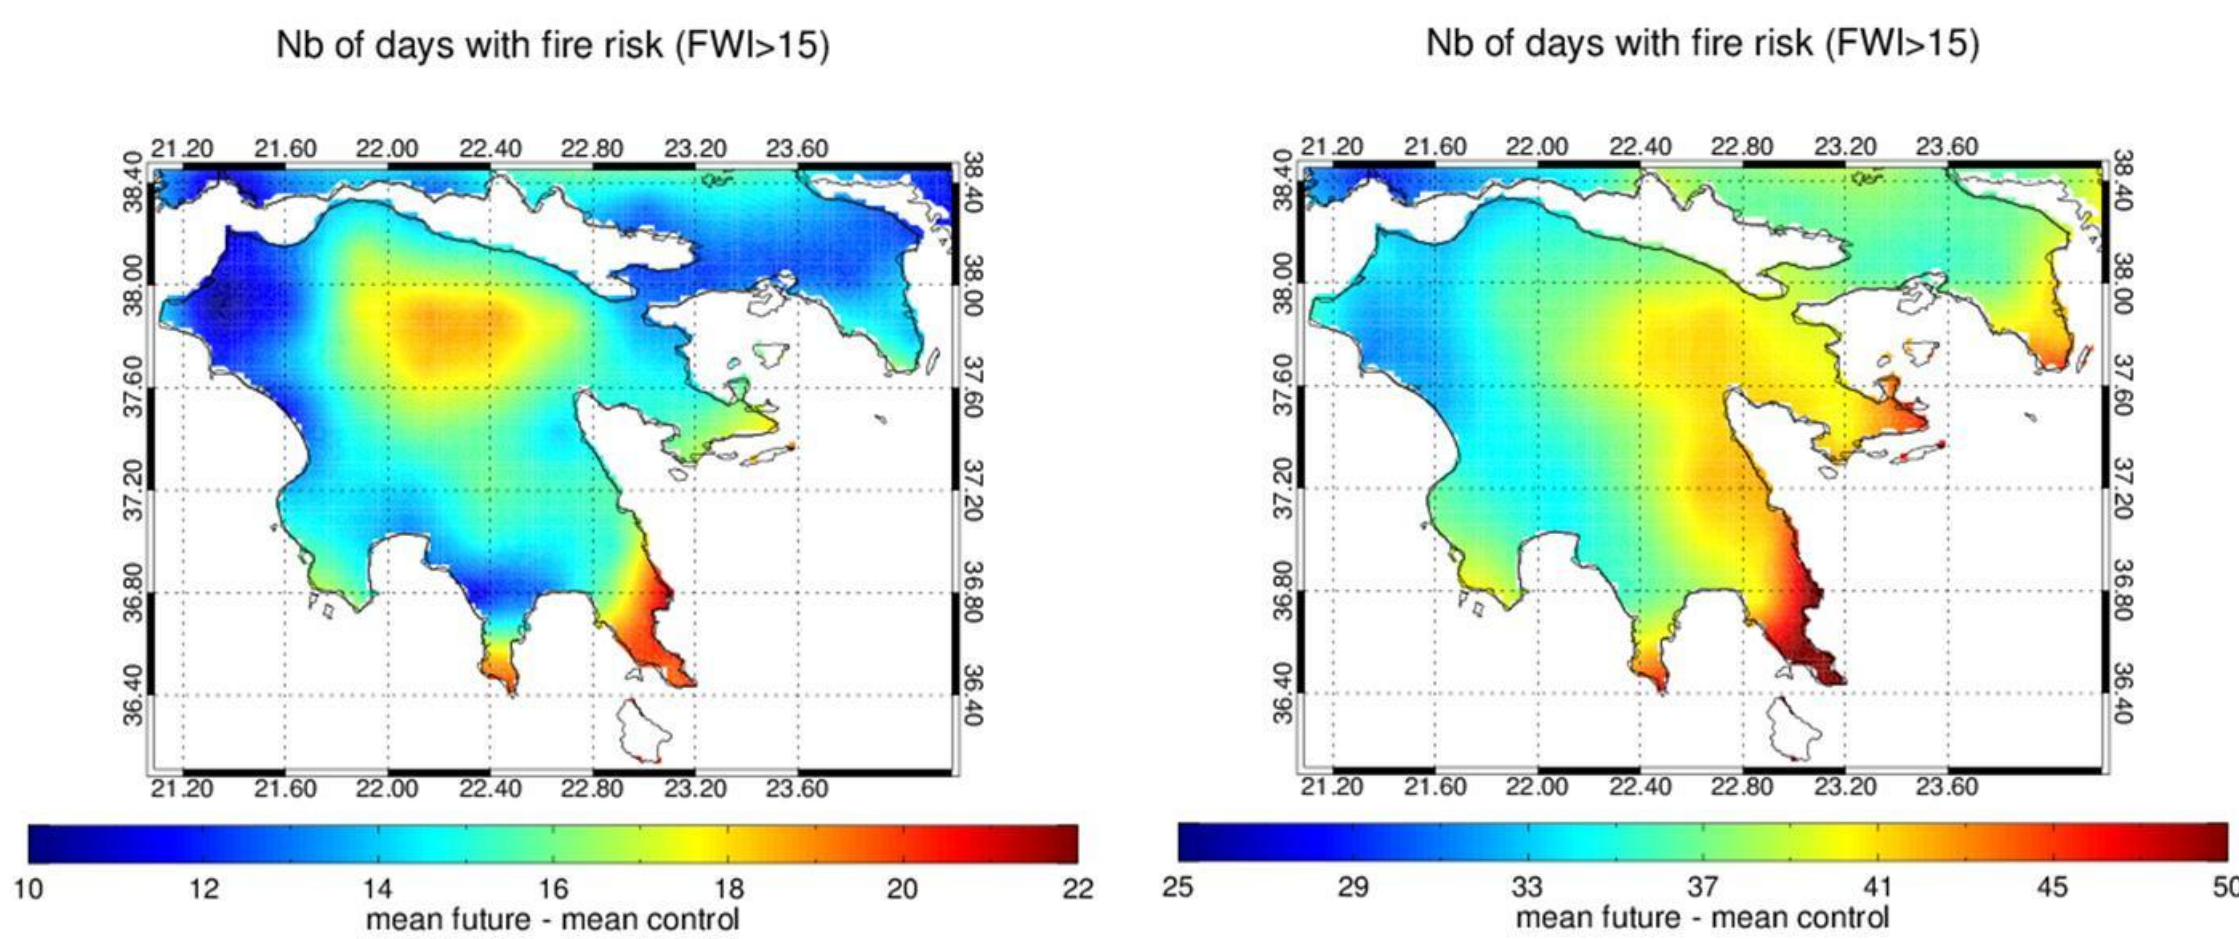 Nb of days with fire risk (FWI>15)
21.20 21.60 22.00 22.40 22.80 23.20 23.60
38.40 38.00 37.60 37.20 36.80 36.40
38.40 38.00 37.60 37.20 36.80 36.40
21.20 21.60 22.00 22.40 22.80 23.20 23.60
10 12 14 16 18 20 22
mean future - mean control
Nb of days with fire risk (FWI>15)
21.20 21.60 22.00 22.40 22.80 23.20 23.60
38.40 38.00 37.60 37.20 36.80 36.40
38.40 38.00 37.60 37.20 36.80 36.40
21.20 21.60 22.00 22.40 22.80 23.20 23.60
25 29 33 37 41 45 50
mean future - mean control